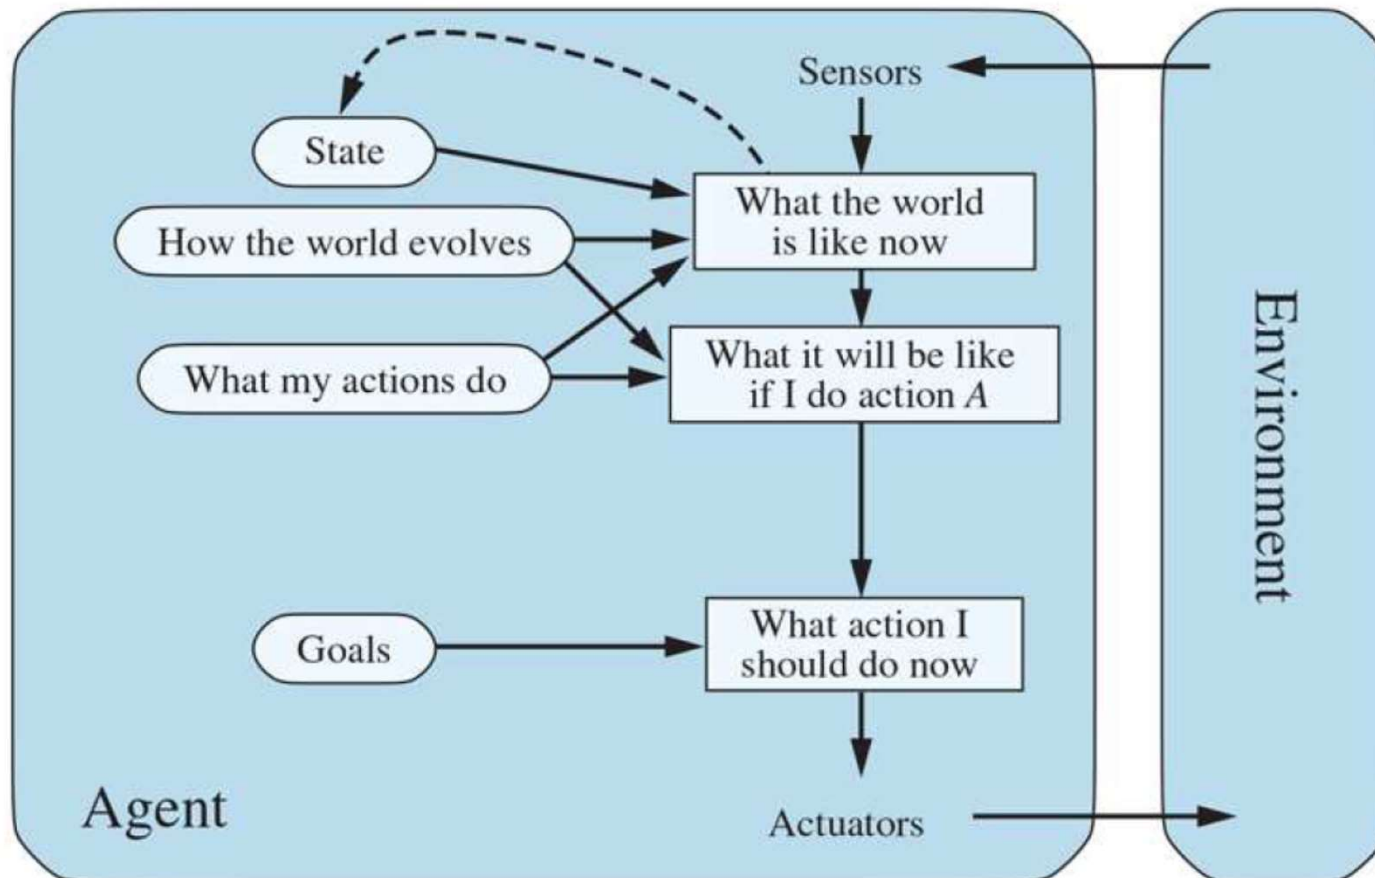 Sensors
State
What the world
is like now
How the world evolves
What my actions do
What it will be like
if I do action A
Environment
Goals
What action I
should do now
Agent
Actuators